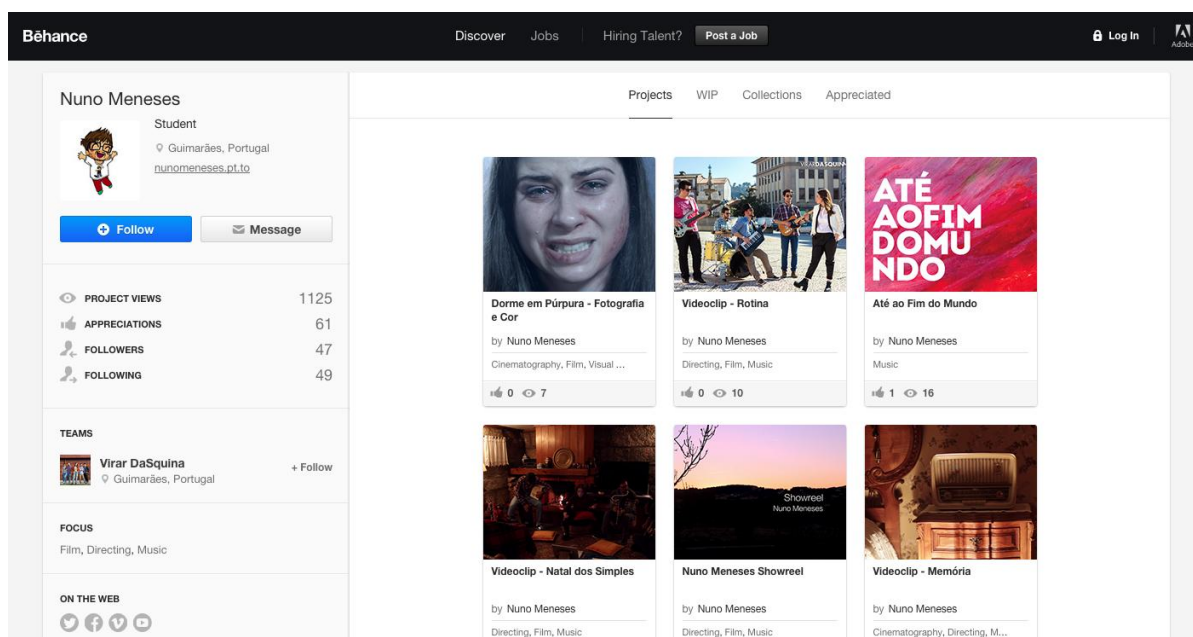 Bēhance
Discover Jobs Hiring Talent? Post a Job
Log In
Adobe
Nuno Meneses
Student
Guimarães, Portugal
nunomeneses.pt.to
Follow
Message
PROJECT VIEWS 1125
APPRECIATIONS 61
FOLLOWERS 47
FOLLOWING 49
TEAMS
Virar DaSquina
Guimarães, Portugal
+ Follow
FOCUS
Film, Directing, Music
ON THE WEB
Projects WIP Collections Appreciated
Dorme em Púrpura - Fotografia
e Cor
by Nuno Meneses
Cinematography, Film, Visual ...
0 7
VIRARDASQUINA
Videoclip - Rotina
by Nuno Meneses
Directing, Film, Music
0 10
ATÉ
AOFIM
DOMU
NDO
Até ao Fim do Mundo
by Nuno Meneses
Music
1 16
Videoclip - Natal dos Simples
by Nuno Meneses
Directing, Film, Music
Showreel
Nuno Meneses
Nuno Meneses Showreel
by Nuno Meneses
Directing, Film, Music
Videoclip - Memória
by Nuno Meneses
Cinematography, Directing, M...